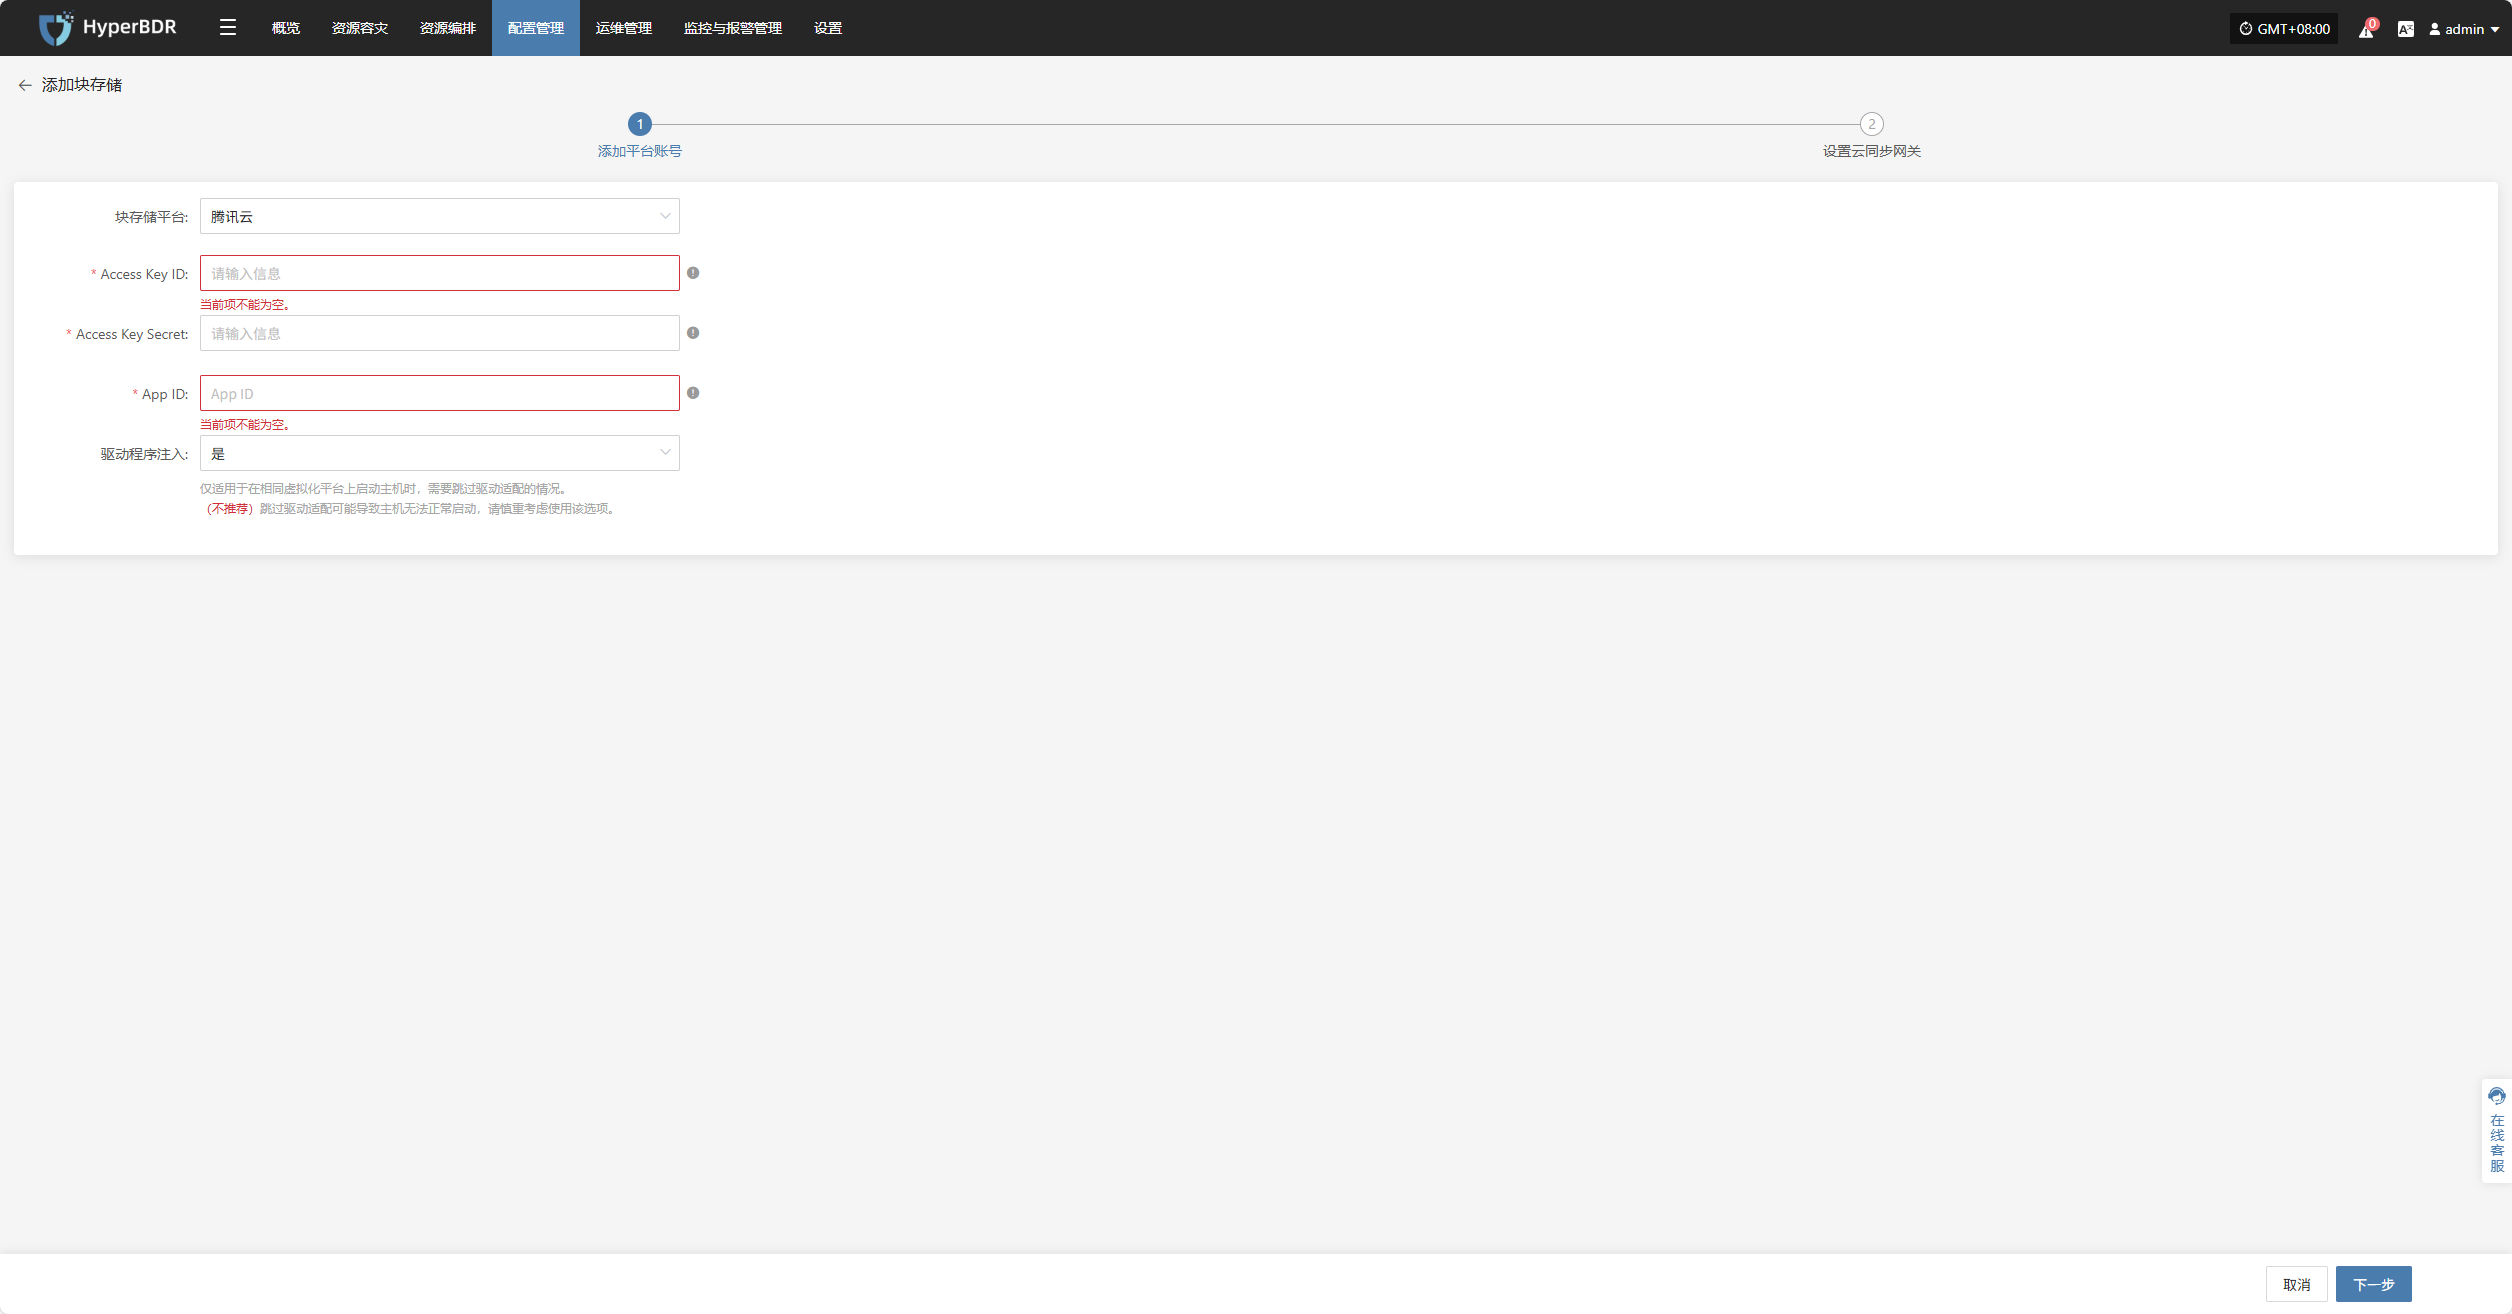 HyperBDR
概览
资源容灾
资源编排
配置管理
运维管理
监控与报警管理
设置
GMT+08:00
0
admin
添加块存储
1
添加平台账号
2
设置云同步网关
块存储平台:
腾讯云
* Access Key ID:
请输入信息
当前项不能为空。
* Access Key Secret:
请输入信息
* App ID:
App ID
当前项不能为空。
驱动程序注入:
是
仅适用于在相同虚拟化平台上启动主机时，需要跳过驱动适配的情况。
（不推荐）跳过驱动适配可能导致主机无法正常启动，请慎重考虑使用该选项。
在线客服
取消
下一步